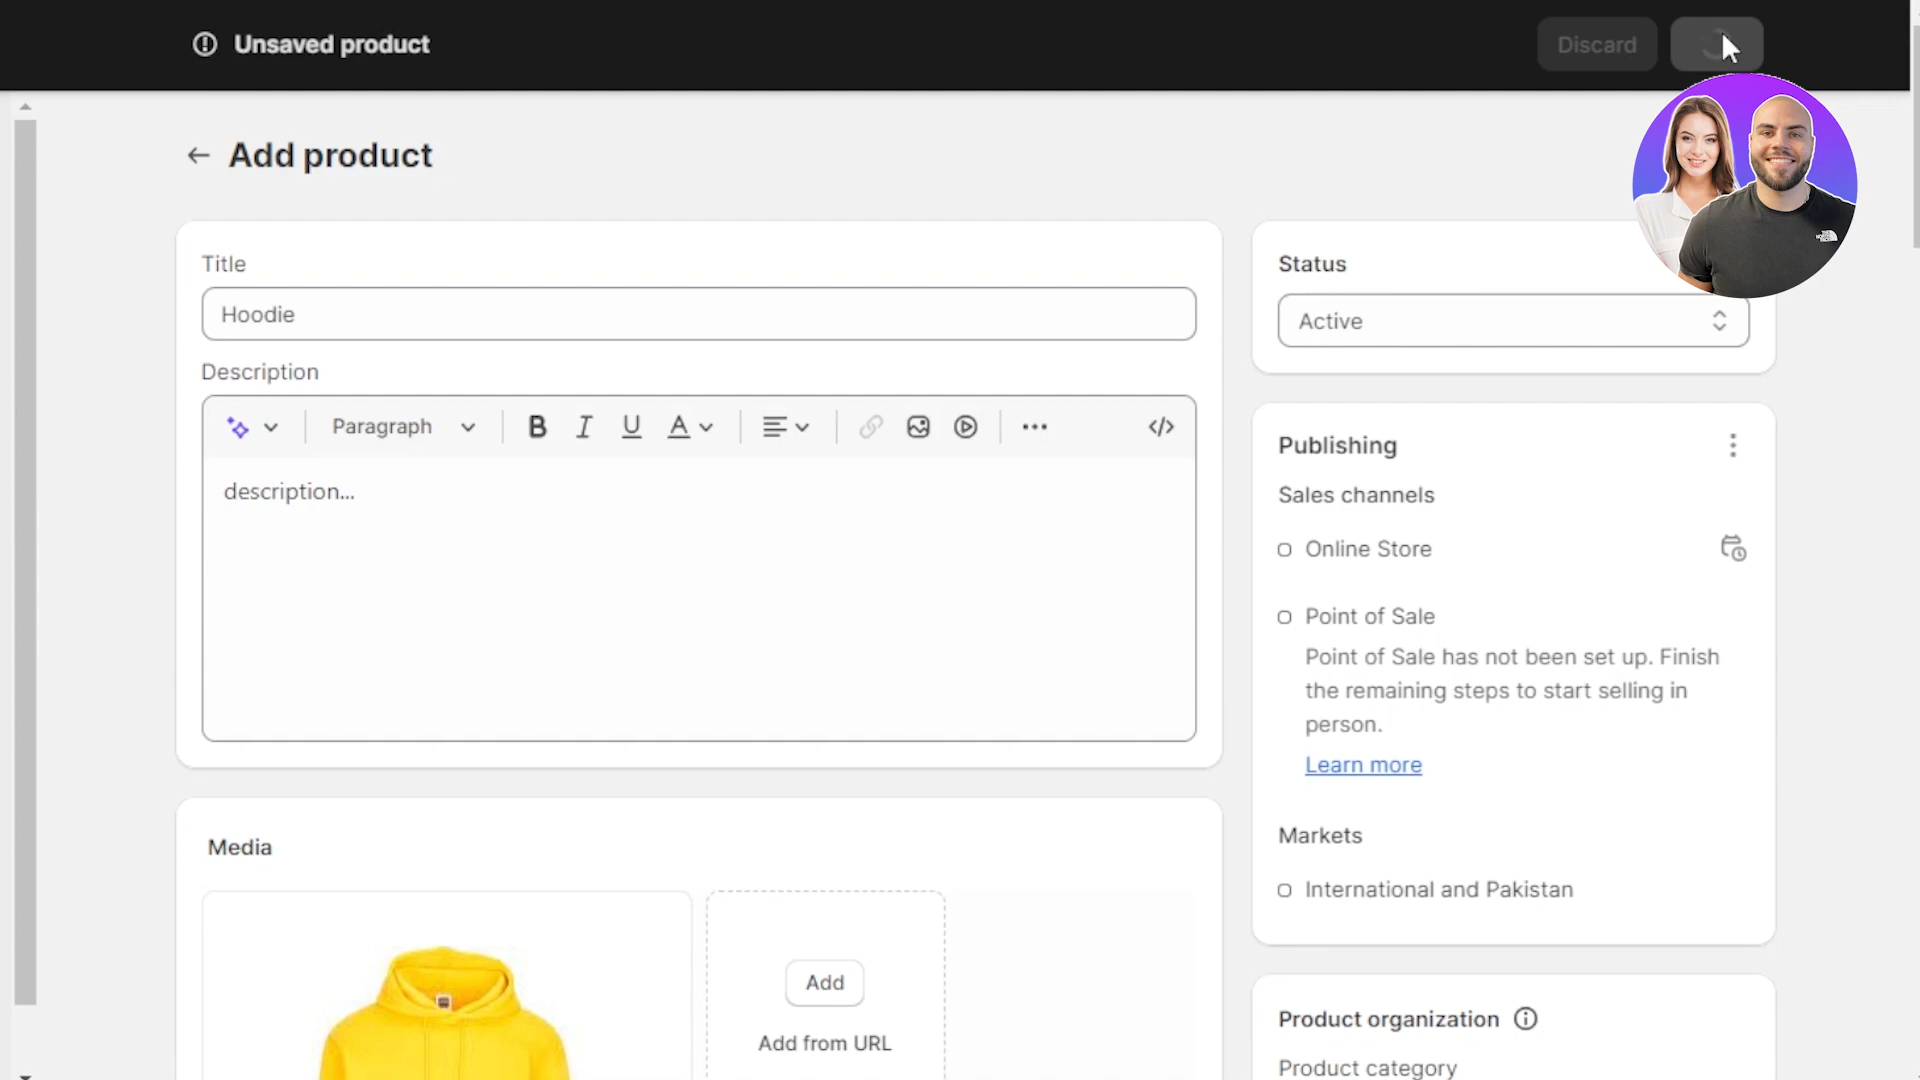 Unsaved product
Discard
Add product
Title
Hoodie
Description
Paragraph
B I U A
description...
Media
Add
Add from URL
Status
Active
Publishing
Sales channels
Online Store
Point of Sale
Point of Sale has not been set up. Finish
the remaining steps to start selling in
person.
Learn more
Markets
International and Pakistan
Product organization
Product category